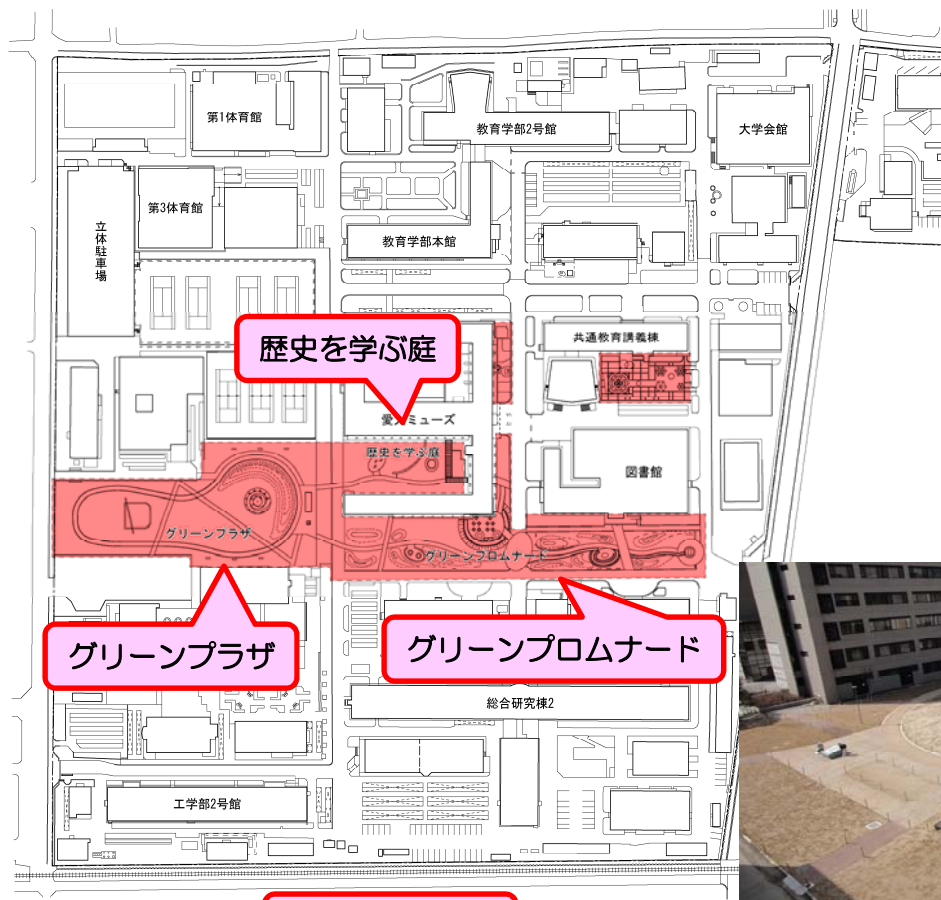 第1体育館
教育学部2号館
大学会館
第3体育館
立体駐車場
教育学部本館
歴史を学ぶ庭
共通教育講義棟
ミューズ
歴史を学ぶ庭
図書館
グリーンプラザ
グリーンプロムナード
グリーンプラザ
グリーンプロムナード
総合研究棟2
工学部2号館